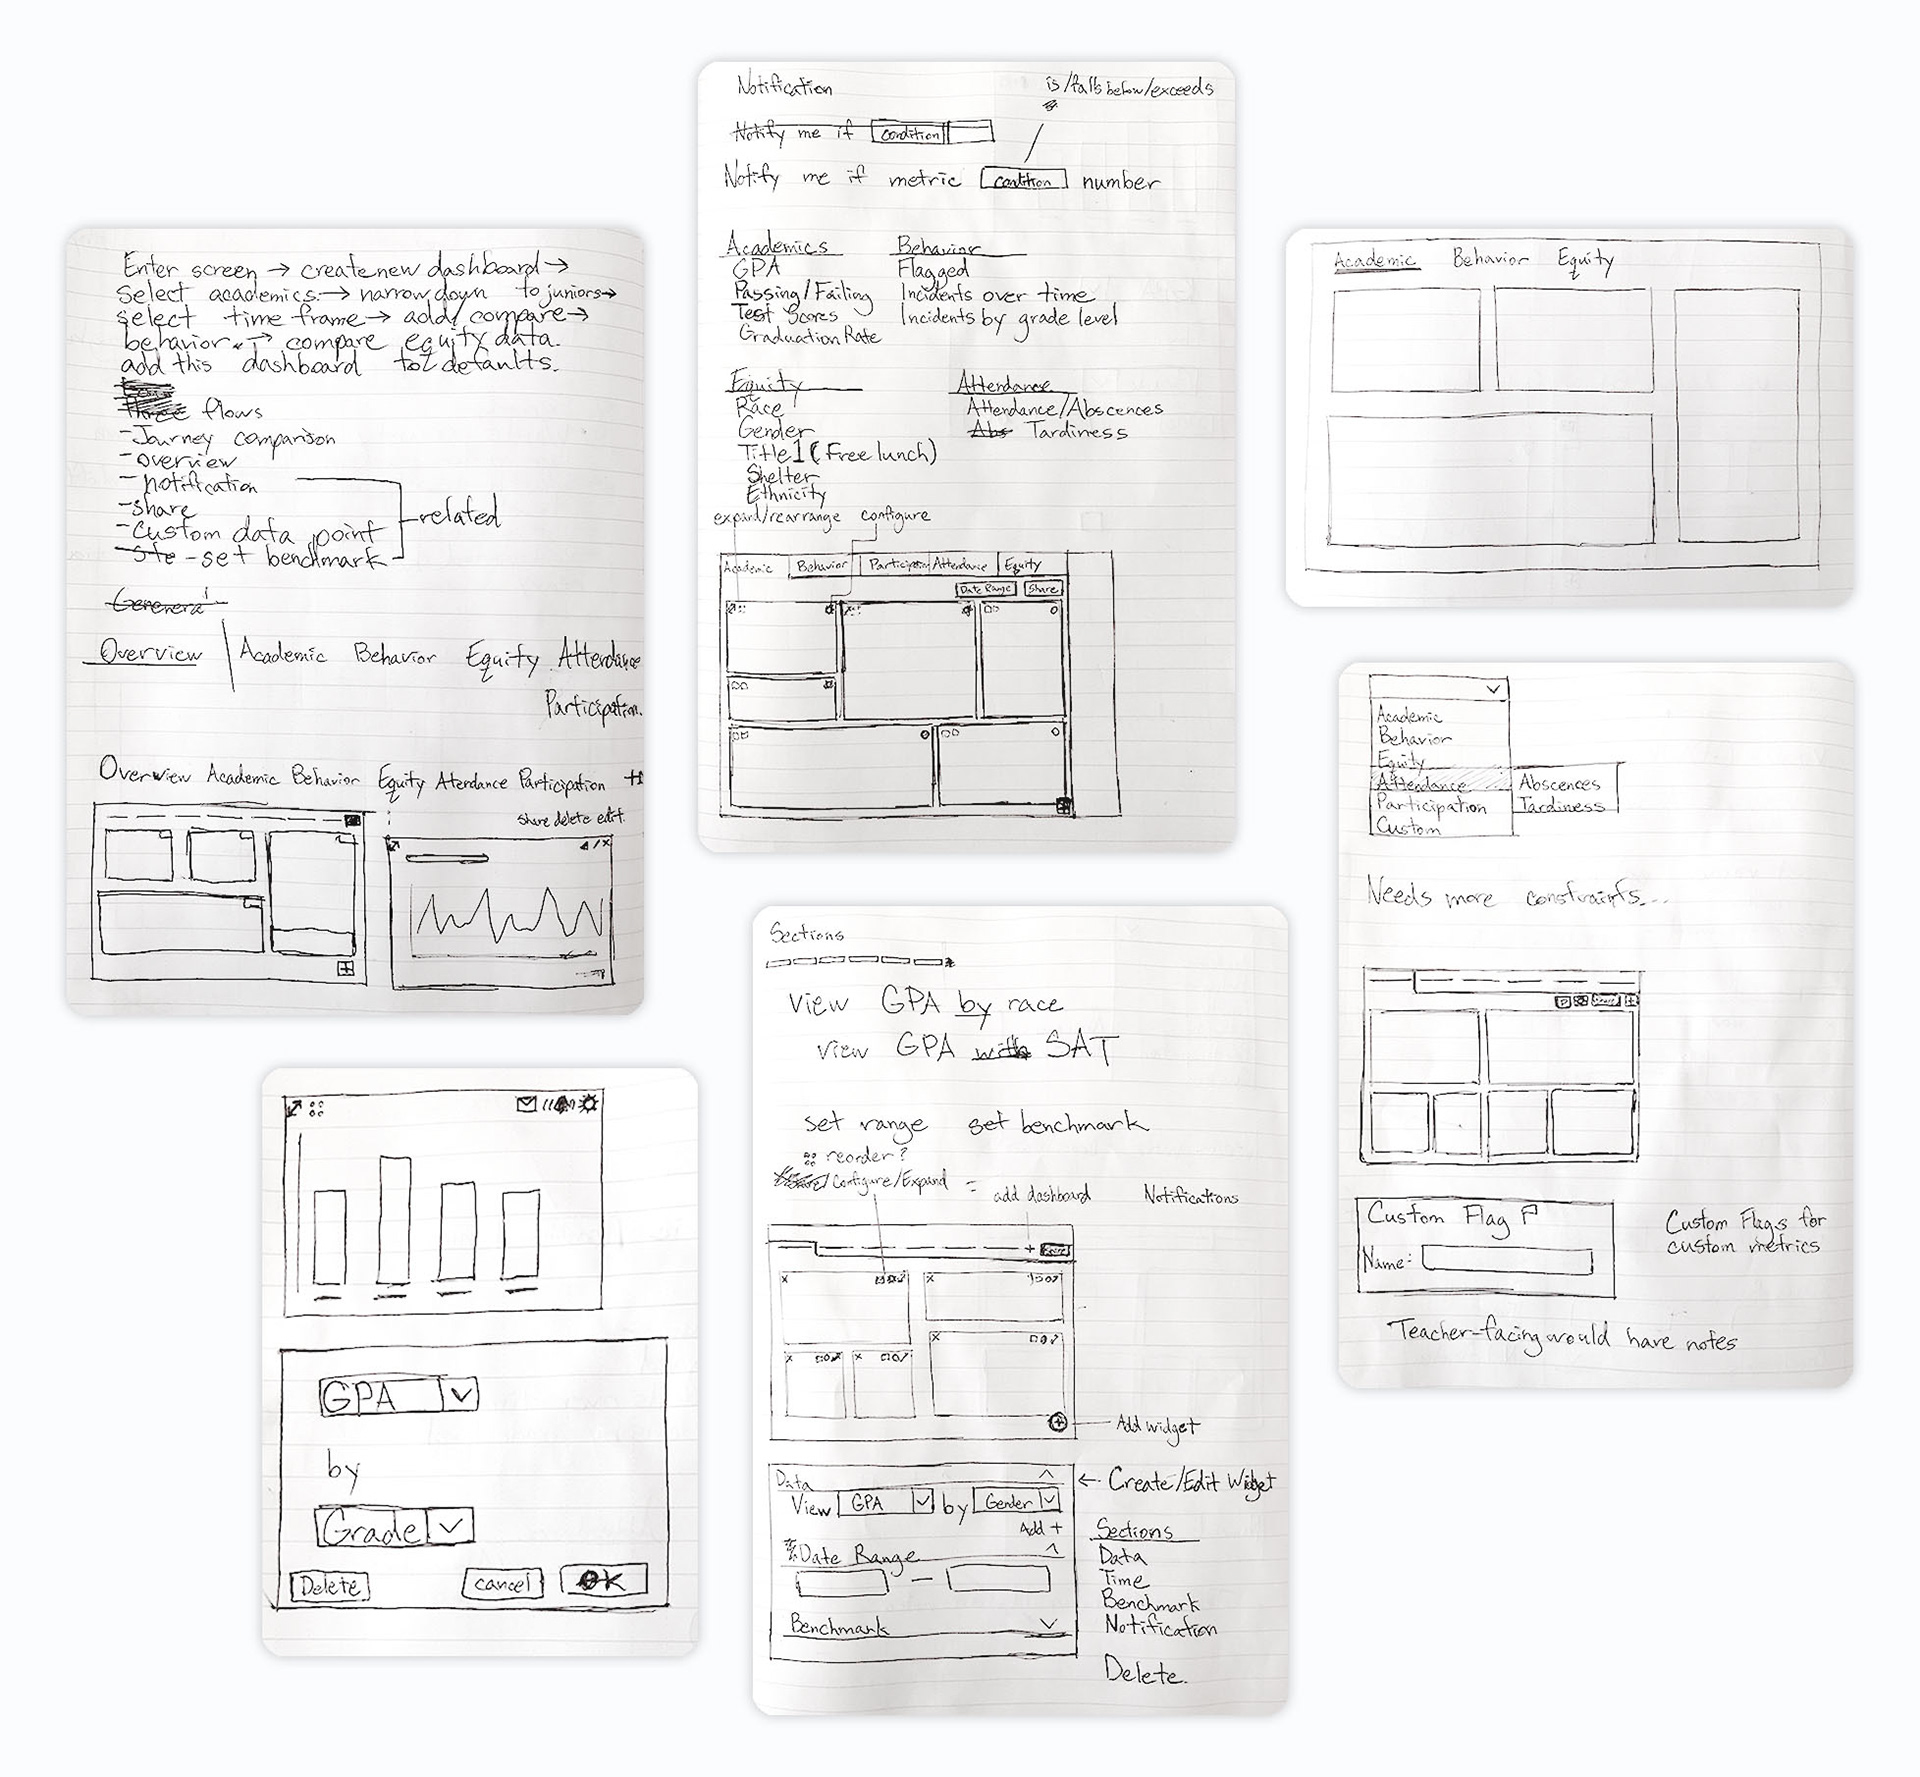 Enter screen → create new dashboard →
Select academics → narrow down to juniors →
select time frame → add/compare →
behavior → compare equity data.
add this dashboard to defaults.
three flows
- Journey comparison
- overview
- notification
- share
- Custom data point
- set benchmark
related
General
Overview | Academic Behavior Equity Attendance
Participation.
Overview Academic Behavior Equity Atendance Participation +
share delete edit
Notification
is/falls below/exceeds
Notify me if condition
Notify me if metric condition number
Academics Behavior
GPA Flagged
Passing/Failing Incidents over time
Test Scores Incidents by grade level
Graduation Rate
Equity Attendance
Race Attendance/Abscences
Gender Abs Tardiness
Title 1 (Free lunch)
Shelter
Ethnicity
expand/rearrange configure
Academic Behavior Participation Attendance Equity
Date Range Share
Academic Behavior Equity
Academic
Behavior
Equity
Attendance Abscences
Participation Tardiness
Custom
Needs more constraints...
Custom Flag
Name:
Custom Flags for
custom metrics
Teacher-facing would have notes
GPA
by
Grade
Delete cancel OK
Sections
view GPA by race
view GPA with SAT
set range set benchmark
reorder?
Configure/Expand = add dashboard Notifications
Add widget
Data
← Create/Edit Widget
View GPA by Gender
Add +
Date Range
–
Benchmark
Sections
Data
Time
Benchmark
Notification
Delete.